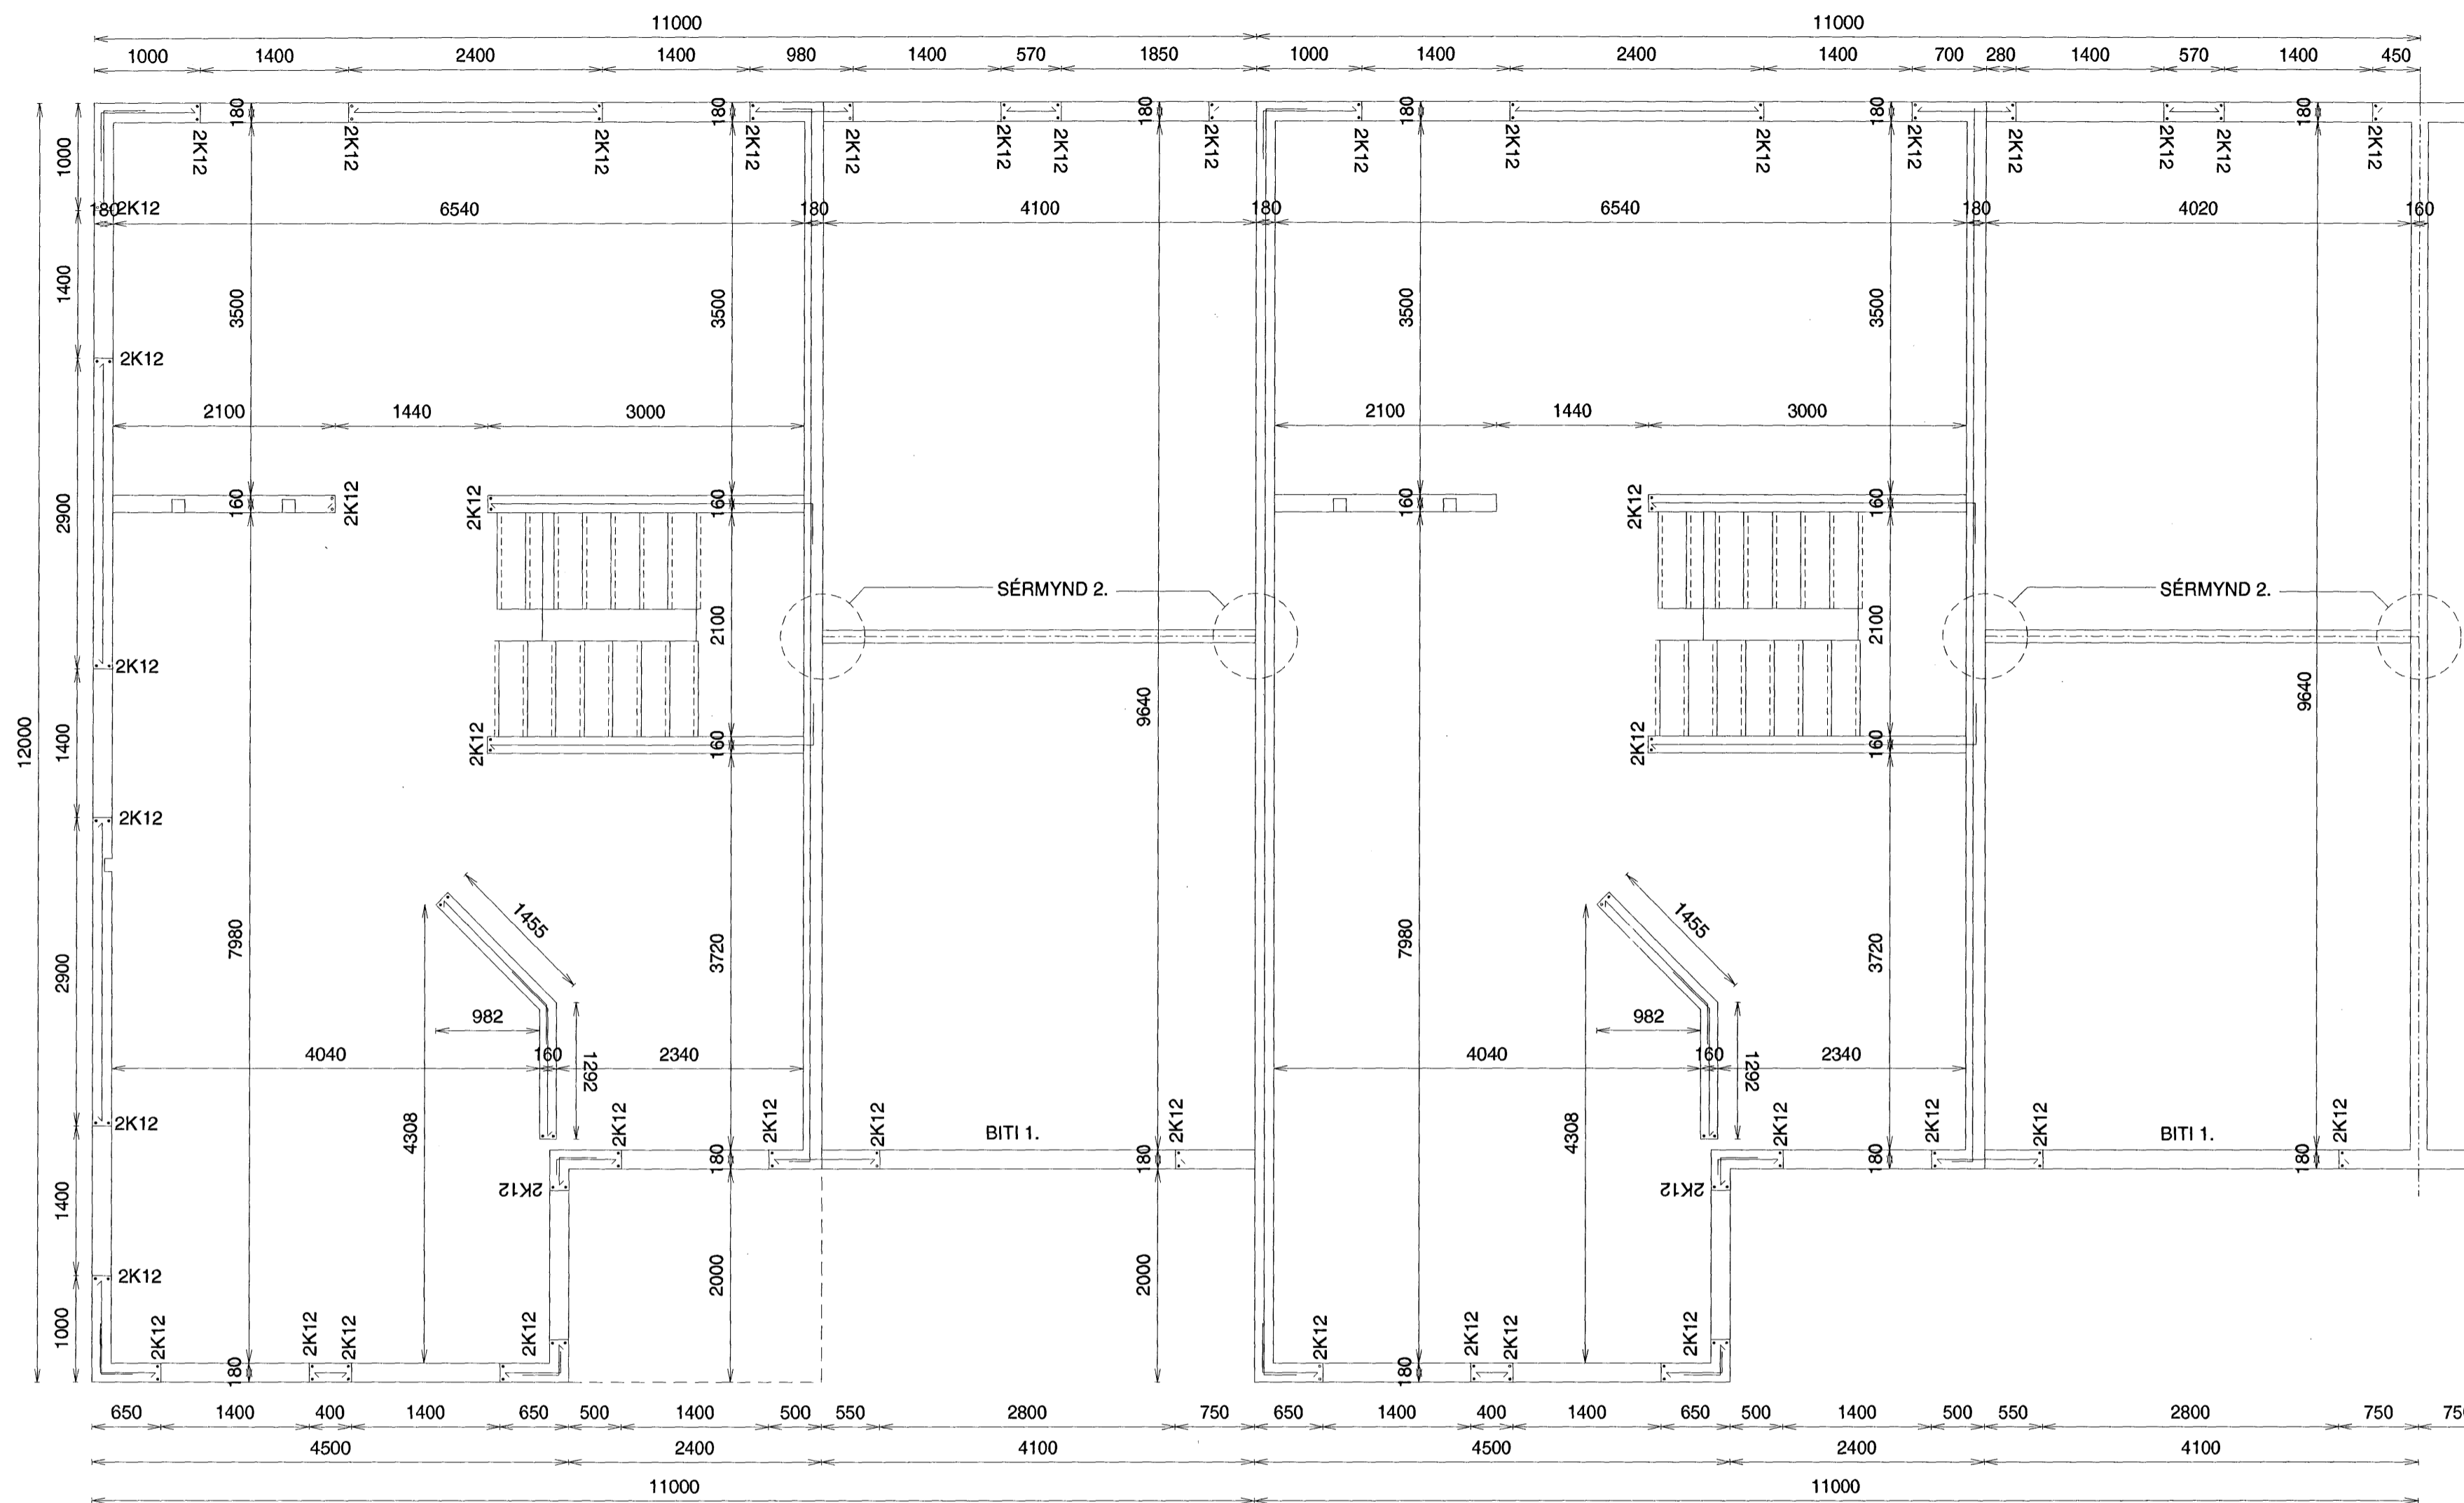 11000 11000
1000 1400 2400 1400 980 1400 570 1850 1000 1400 2400 1400 700 280 1400 570 1400 450
180 180 180 180 180 180
2K12 2K12 2K12 2K12 2K12 2K12 2K12 2K12 2K12 2K12 2K12 2K12 2K12 2K12 2K12 2K12
1000
180 2K12 6540 180 4100 180 6540 180 4020 160
1400 3500 3500 3500 3500
2K12
2100 1440 3000 2100 1440 3000
2900 160 2K12 2K12 160 160 2K12 160
SÉRMYND 2. SÉRMYND 2.
2100 2100
2K12
9640 9640
12000 1400 2K12 160 2K12 160
2K12
1455 1455
7980 3720 7980 3720
2900
982 982
4040 160 2340 4040 160 2340
1292 1292
2K12 4308 2K12 2K12 2K12 BITI 1. 2K12 4308 2K12 2K12 2K12 BITI 1. 2K12
180 180 180 180
2K12 2K12
1400
2K12 2000 2000
1000 2K12 2K12 2K12 2K12 2K12 2K12 2K12 2K12
180 180
650 1400 400 1400 650 500 1400 500 550 2800 750 650 1400 400 1400 650 500 1400 500 550 2800 750 750
4500 2400 4100 4500 2400 4100
11000 11000